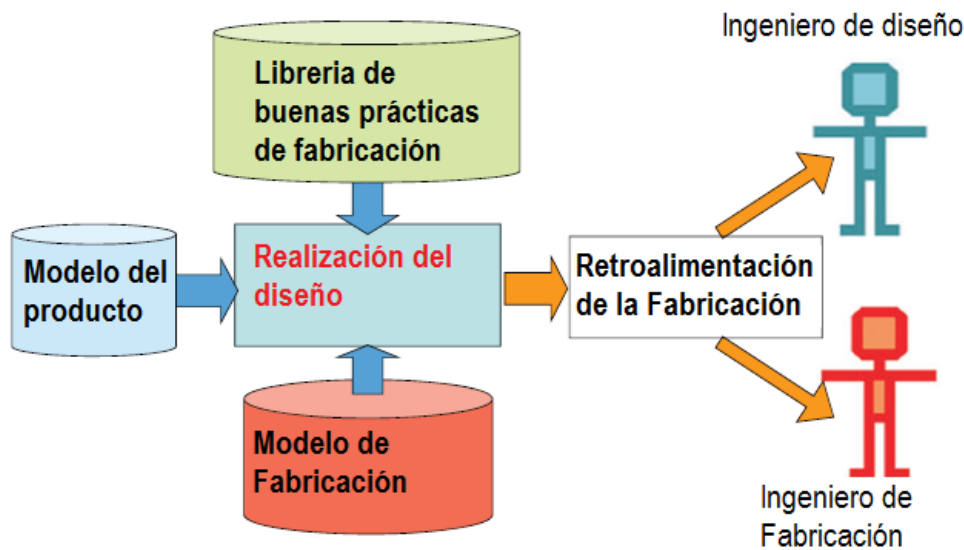 Ingeniero de diseño
Libreria de
buenas prácticas
de fabricación
Modelo del
producto
Realización del
diseño
Retroalimentación
de la Fabricación
Modelo de
Fabricación
Ingeniero de
Fabricación